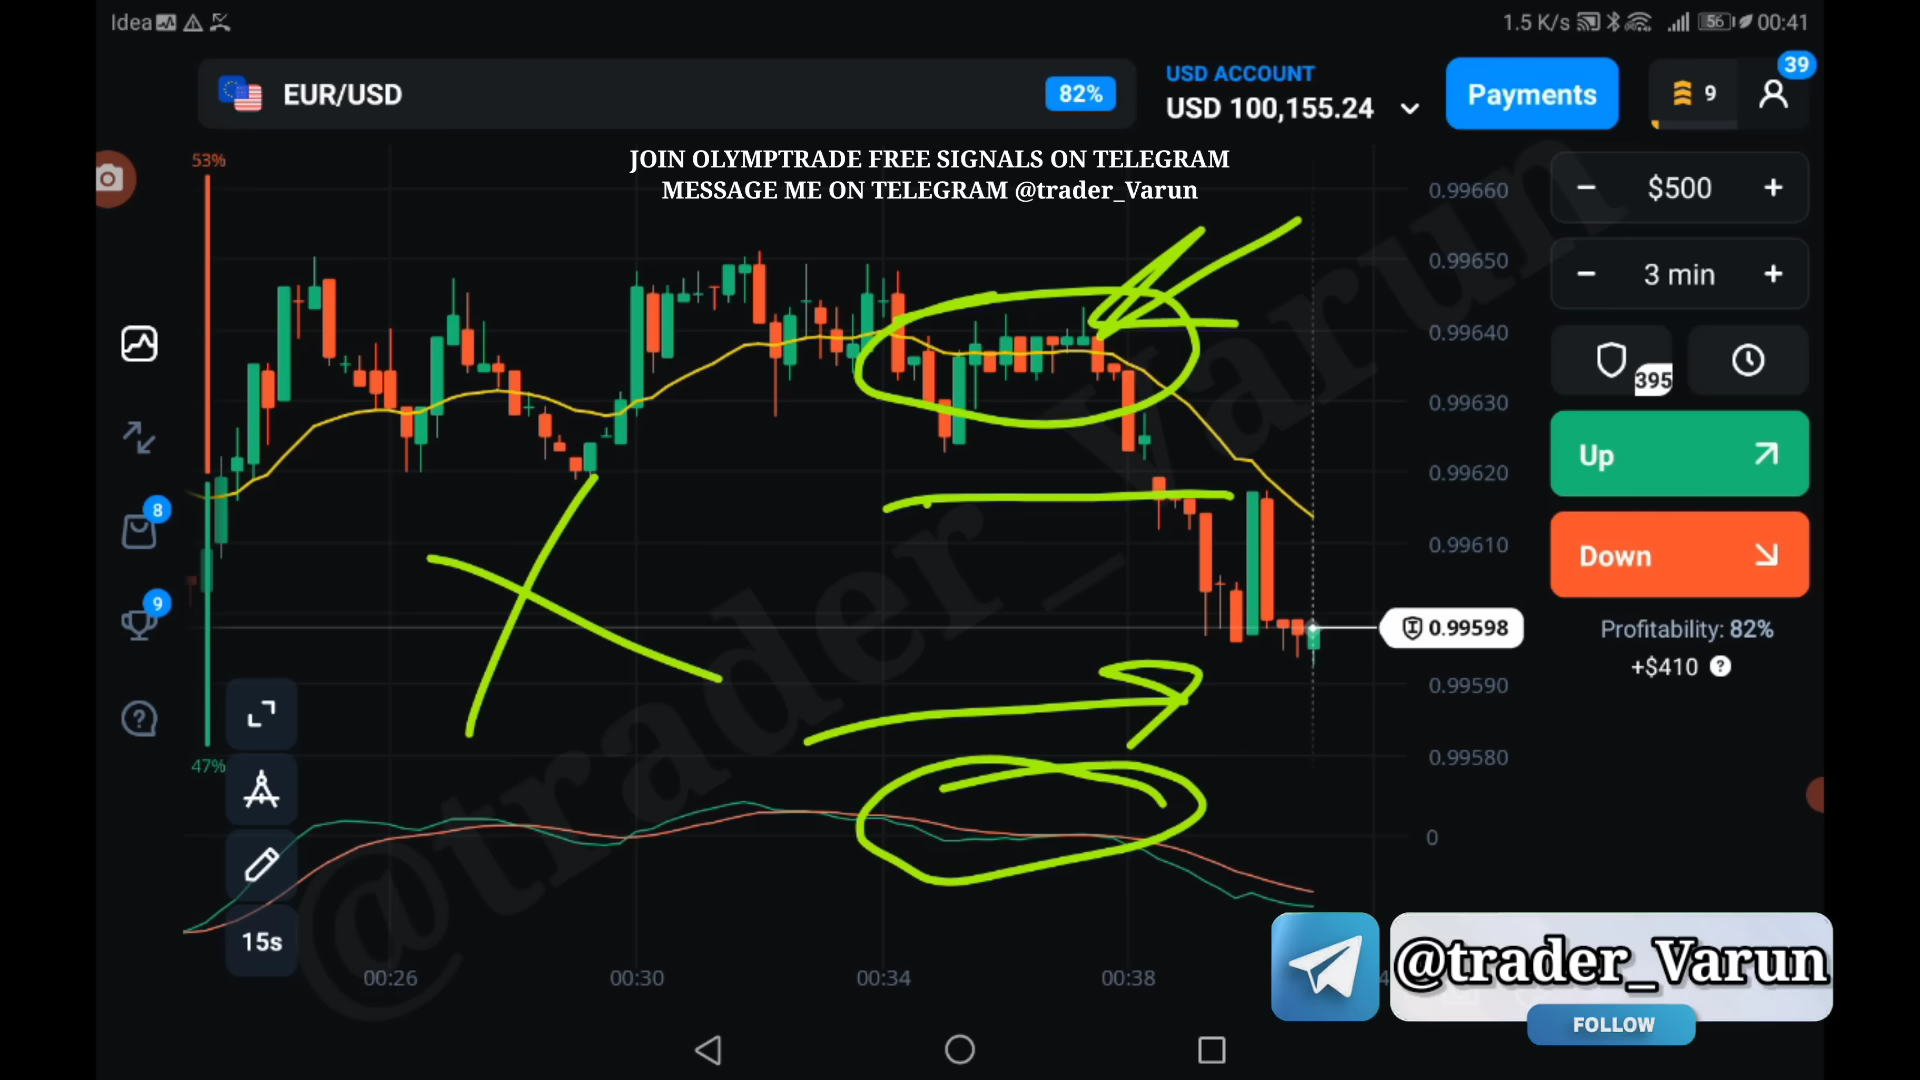 Idea
1.5 K/s 56 00:41
EUR/USD
82%
USD ACCOUNT
USD 100,155.24
Payments
9
39
53%
JOIN OLYMPTRADE FREE SIGNALS ON TELEGRAM
MESSAGE ME ON TELEGRAM @trader_Varun
0.99660
0.99650
0.99640
0.99630
0.99620
0.99610
0.99598
0.99590
0.99580
0
− $500 +
− 3 min +
395
Up
Down
Profitability: 82%
+$410 ?
8
9
?
47%
15s
@trader_Varun
00:26
00:30
00:34
00:38
@trader_Varun
FOLLOW